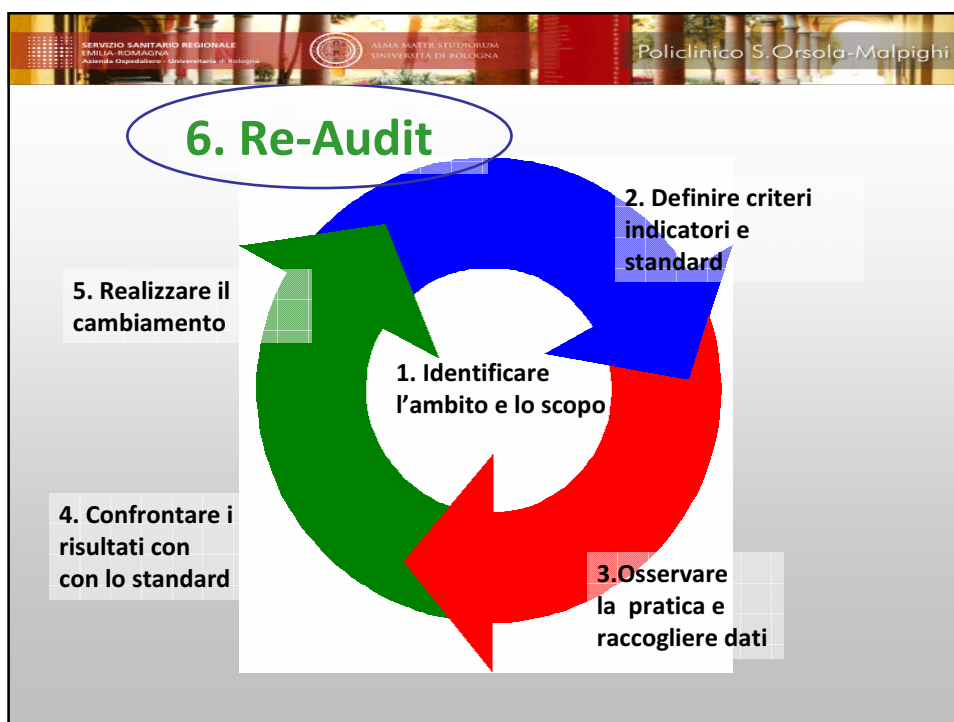 SERVIZIO SANITARIO REGIONALE
EMILIA-ROMAGNA
Azienda Ospedaliero - Universitaria di Bologna
ALMA MATER STUDIORUM
UNIVERSITÀ DI BOLOGNA
Policlinico S.Orsola-Malpighi
6. Re-Audit
2. Definire criteri
indicatori e
standard
5. Realizzare il
cambiamento
1. Identificare
l’ambito e lo scopo
4. Confrontare i
risultati con
con lo standard
3.Osservare
la pratica e
raccogliere dati